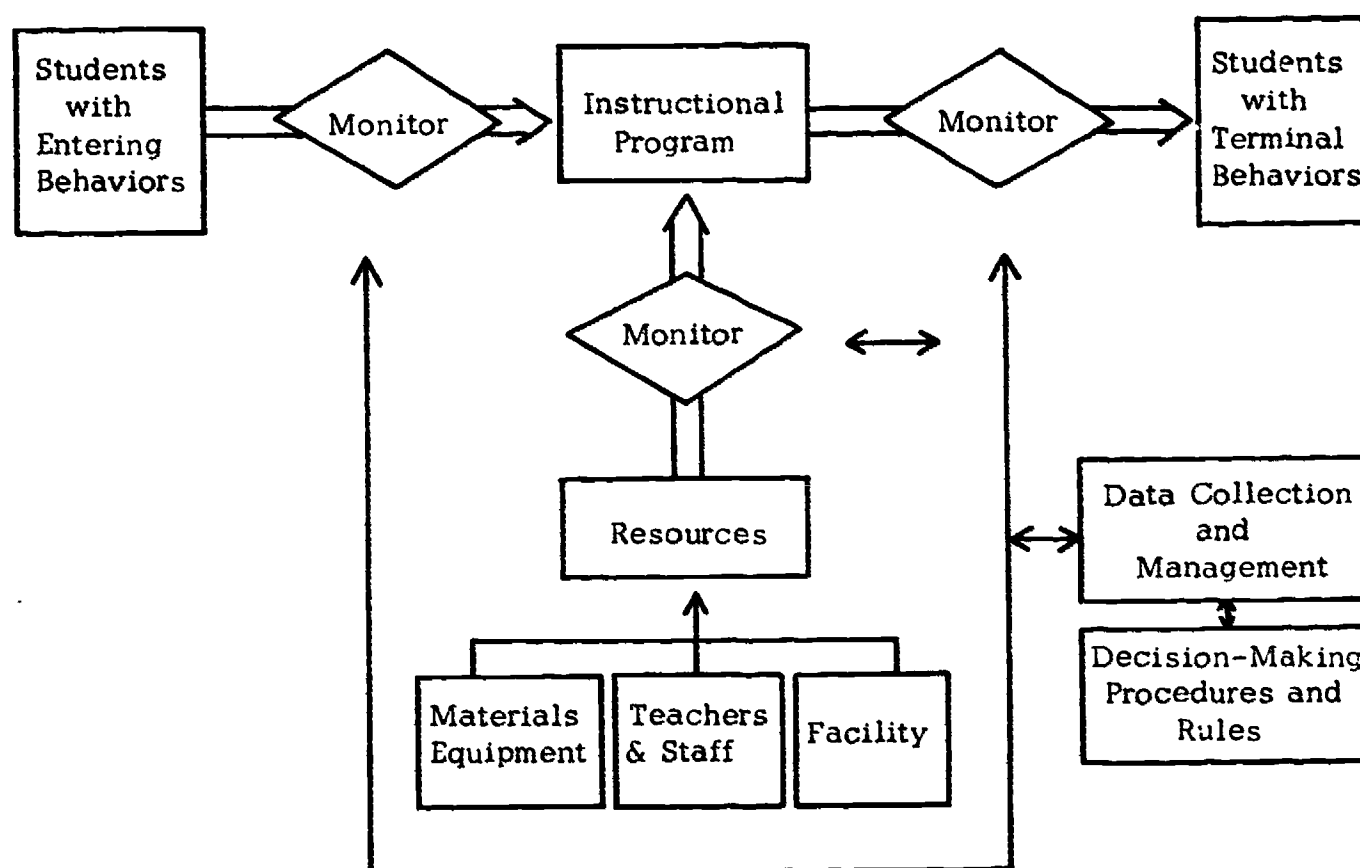 Students
with
Entering
Behaviors
Monitor
Instructional
Program
Monitor
Students
with
Terminal
Behaviors
Monitor
Resources
Materials
Equipment
Teachers
& Staff
Facility
Data Collection
and
Management
Decision-Making
Procedures and
Rules